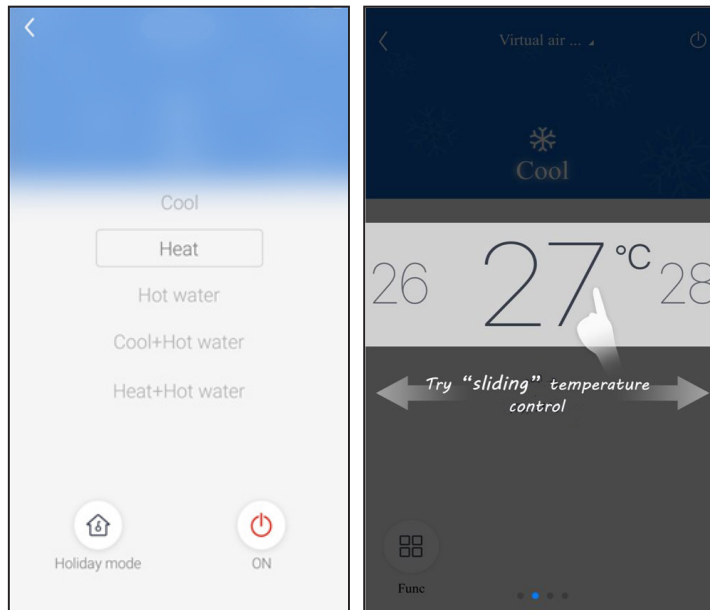 Cool
Heat
Hot water
Cool+Hot water
Heat+Hot water
Holiday mode
ON
Virtual air ...
Cool
26 27°C 28
Try “sliding” temperature
control
Func